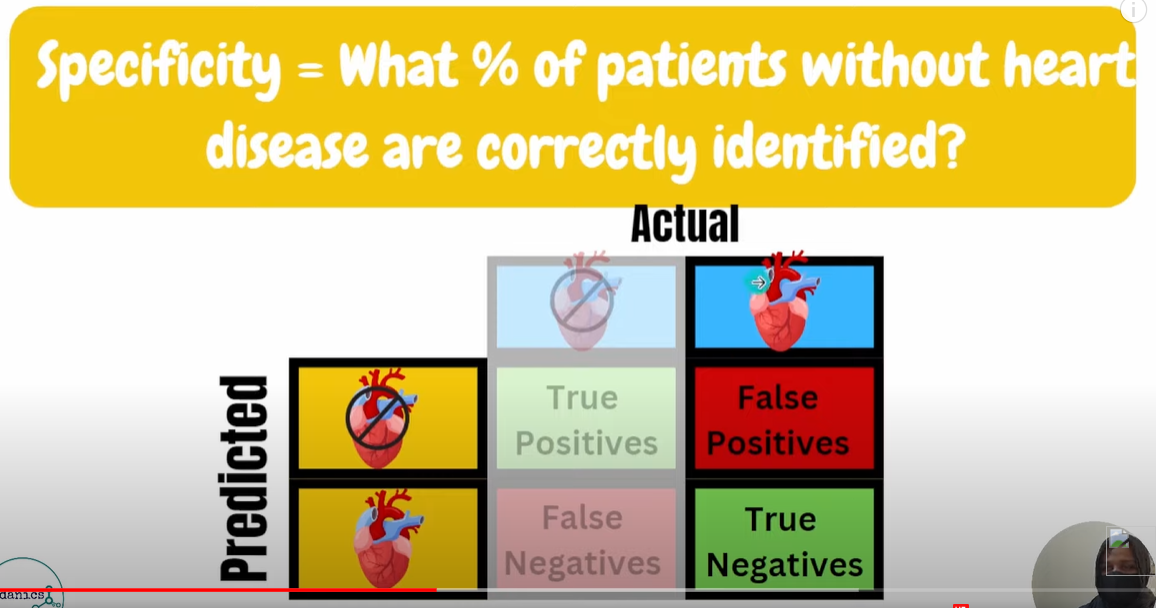 Specificity = What % of patients without heart
disease are correctly identified?
Actual
Predicted
True
Positives
False
Positives
False
Negatives
True
Negatives